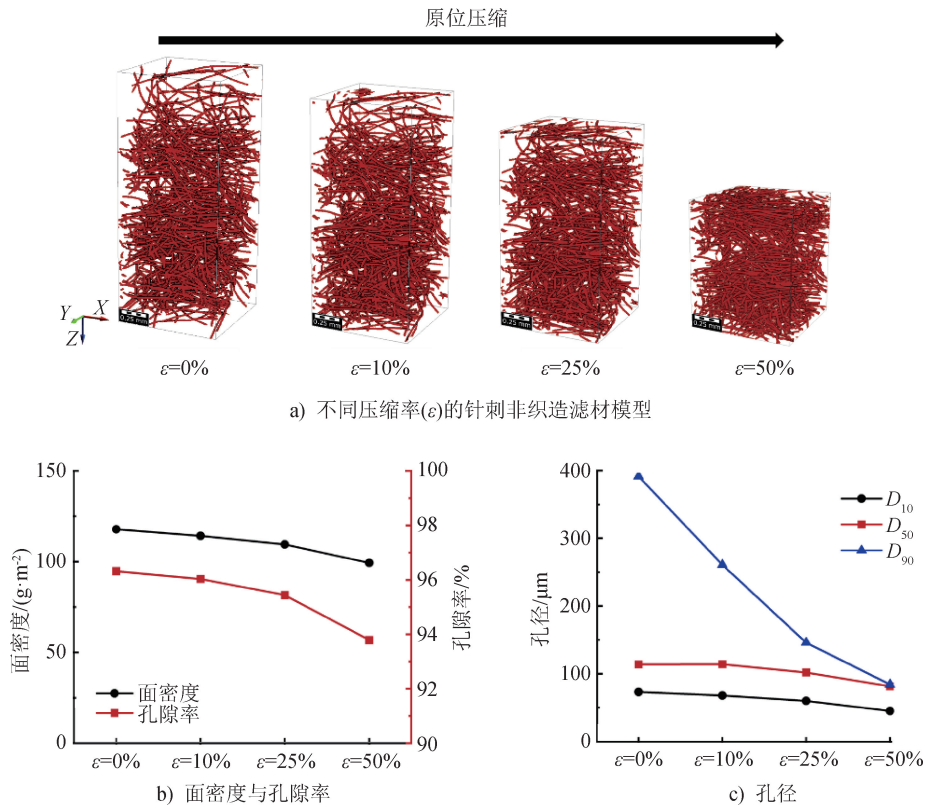 原位压缩
Y X
Z
0.25 mm
0.25 mm
0.25 mm
0.25 mm
ε=0% ε=10% ε=25% ε=50%
a) 不同压缩率(ε)的针刺非织造滤材模型
150
100
50
0
面密度/(g·m⁻²)
100
98
96
94
92
90
孔隙率/%
面密度
孔隙率
ε=0% ε=10% ε=25% ε=50%
b) 面密度与孔隙率
400
300
200
100
0
孔径/μm
D₁₀
D₅₀
D₉₀
ε=0% ε=10% ε=25% ε=50%
c) 孔径